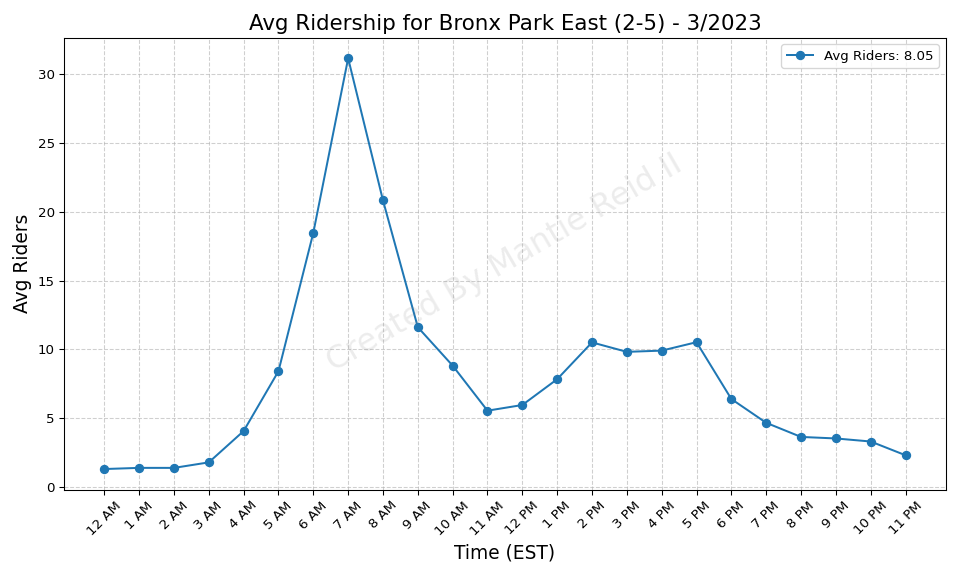 Avg Ridership for Bronx Park East (2-5) - 3/2023
Avg Riders: 8.05
30
25
20
15
10
5
0
Avg Riders
Created By Mantie Reid II
12 AM
1 AM
2 AM
3 AM
4 AM
5 AM
6 AM
7 AM
8 AM
9 AM
10 AM
11 AM
12 PM
1 PM
2 PM
3 PM
4 PM
5 PM
6 PM
7 PM
8 PM
9 PM
10 PM
11 PM
Time (EST)